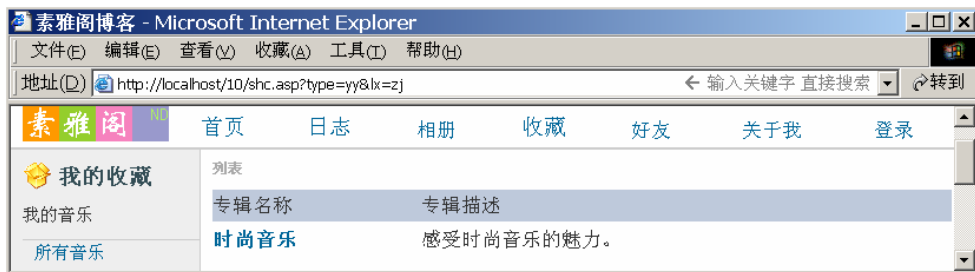 素雅阁博客 - Microsoft Internet Explorer
文件(F) 编辑(E) 查看(V) 收藏(A) 工具(T) 帮助(H)
地址(D) http://localhost/10/shc.asp?type=yy&lx=zj ← 输入关键字 直接搜索 转到
素雅阁 ND 首页 日志 相册 收藏 好友 关于我 登录
我的收藏
我的音乐
所有音乐
列表
专辑名称 专辑描述
时尚音乐 感受时尚音乐的魅力。